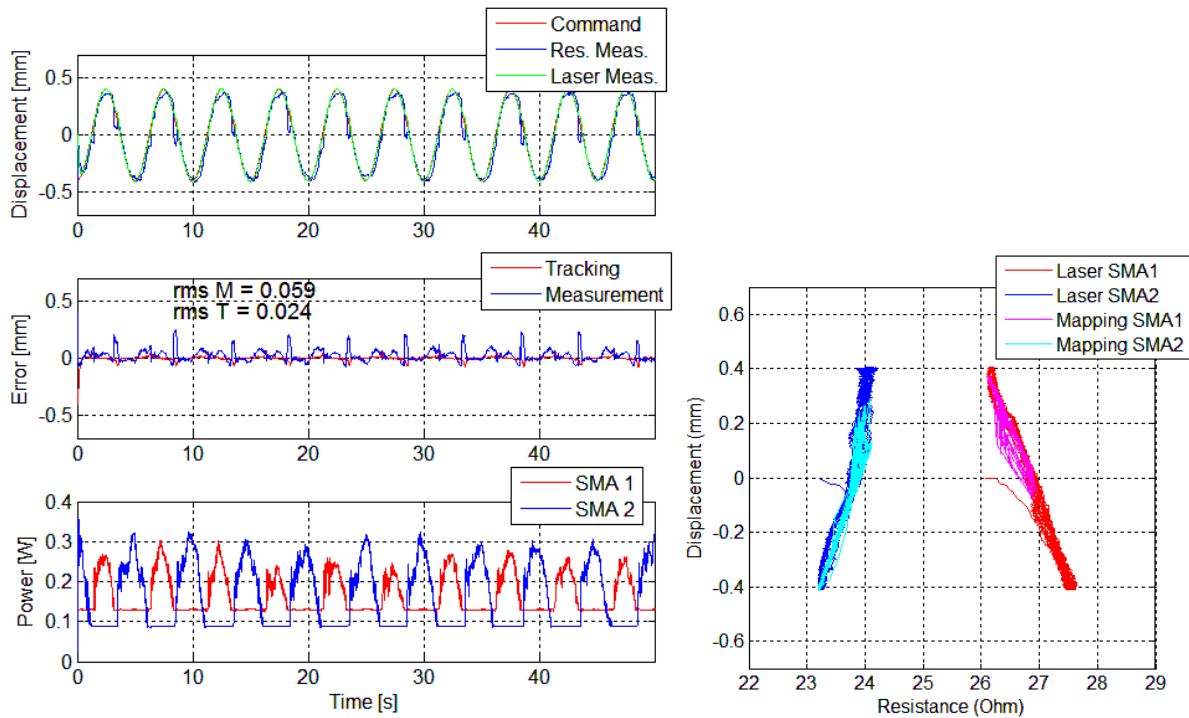 Command
Res. Meas.
Laser Meas.
Displacement [mm]
0.5
0
-0.5
0 10 20 30 40
Tracking
Measurement
rms M = 0.059
rms T = 0.024
Error [mm]
0.5
0
-0.5
0 10 20 30 40
SMA 1
SMA 2
Power [W]
0.4
0.3
0.2
0.1
0
0 10 20 30 40
Time [s]
Laser SMA1
Laser SMA2
Mapping SMA1
Mapping SMA2
Displacement (mm)
0.6
0.4
0.2
0
-0.2
-0.4
-0.6
22 23 24 25 26 27 28 29
Resistance (Ohm)